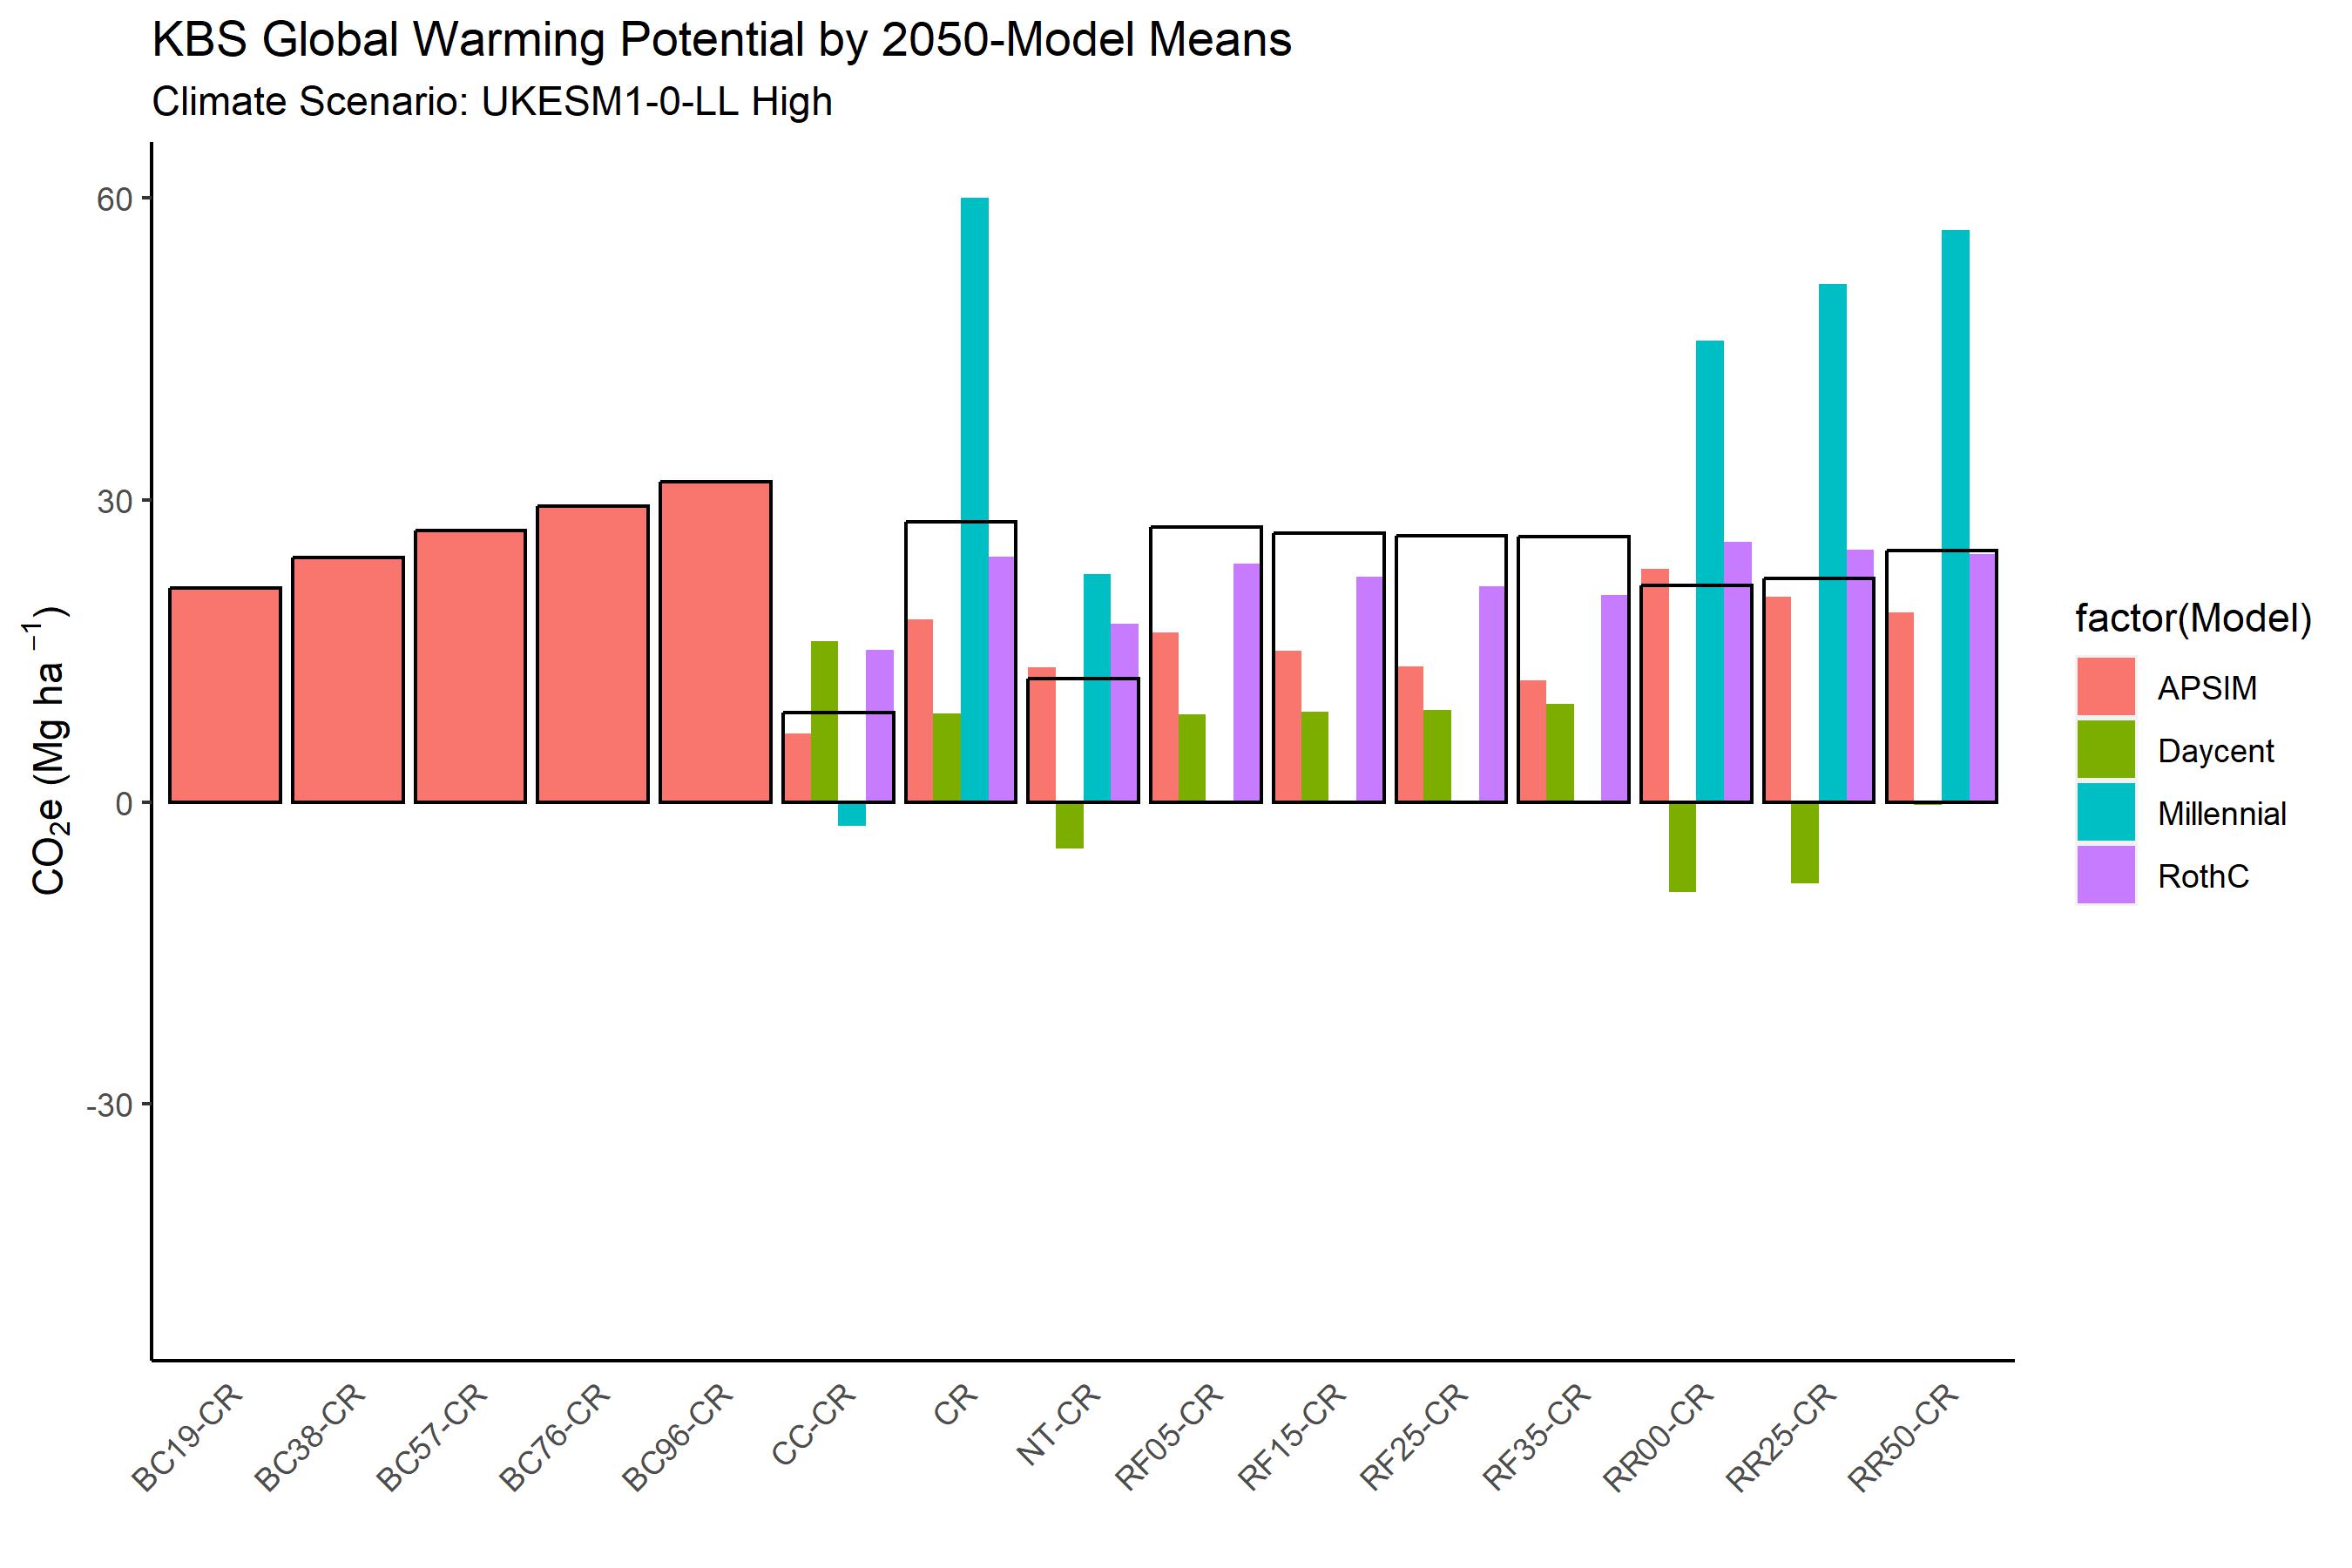 KBS Global Warming Potential by 2050-Model Means
Climate Scenario: UKESM1-0-LL High
CO₂e (Mg ha ⁻¹)
60
30
0
-30
BC19-CR
BC38-CR
BC57-CR
BC76-CR
BC96-CR
CC-CR
CR
NT-CR
RF05-CR
RF15-CR
RF25-CR
RF35-CR
RR00-CR
RR25-CR
RR50-CR
factor(Model)
APSIM
Daycent
Millennial
RothC